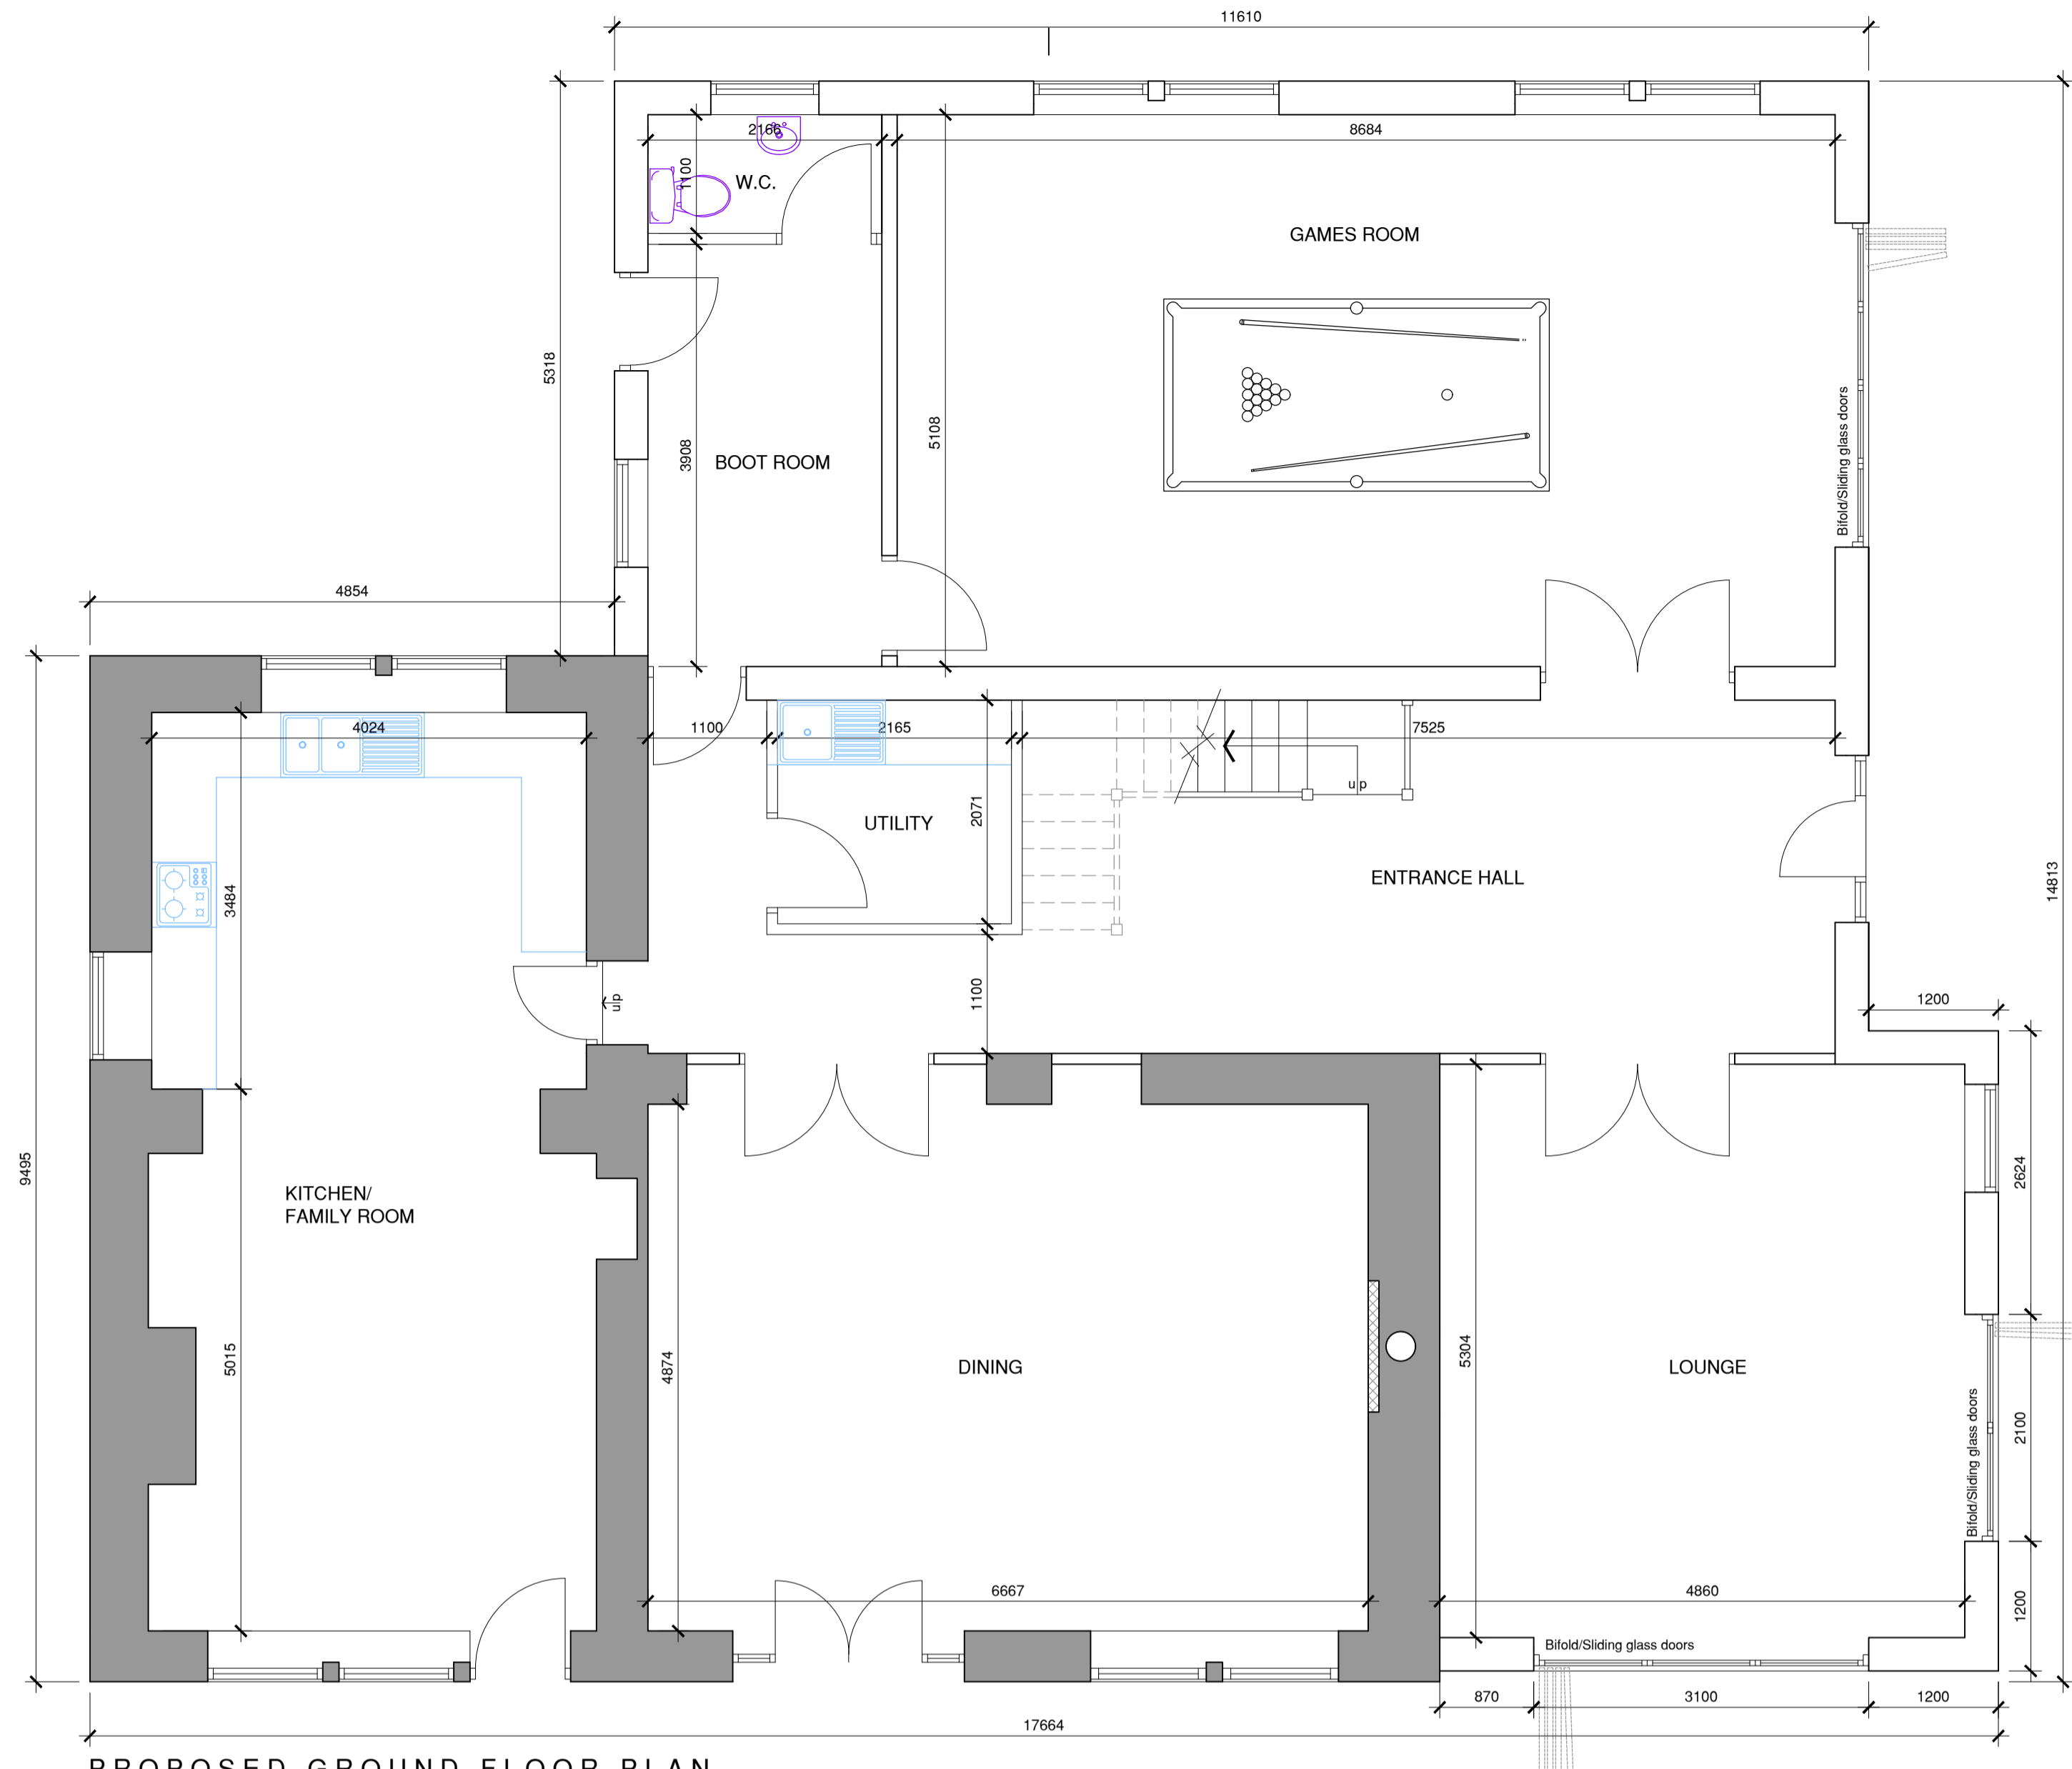 11610
2166
8684
1100
W.C.
GAMES ROOM
5318
3908
BOOT ROOM
5108
Bifold/Sliding glass doors
4854
4024
1100
2165
7525
up
UTILITY
2071
ENTRANCE HALL
14813
3484
up
1100
1200
9495
KITCHEN/
FAMILY ROOM
2624
5015
4874
DINING
5304
LOUNGE
Bifold/Sliding glass doors
2100
6667
4860
1200
Bifold/Sliding glass doors
870
3100
1200
17664
PROPOSED GROUND FLOOR PLAN